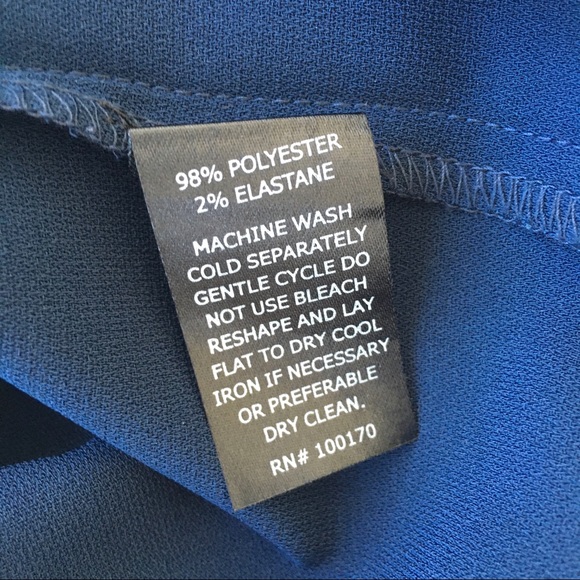 98% POLYESTER
2% ELASTANE
MACHINE WASH
COLD SEPARATELY
GENTLE CYCLE DO
NOT USE BLEACH
RESHAPE AND LAY
FLAT TO DRY COOL
IRON IF NECESSARY
OR PREFERABLE
DRY CLEAN.
RN# 100170